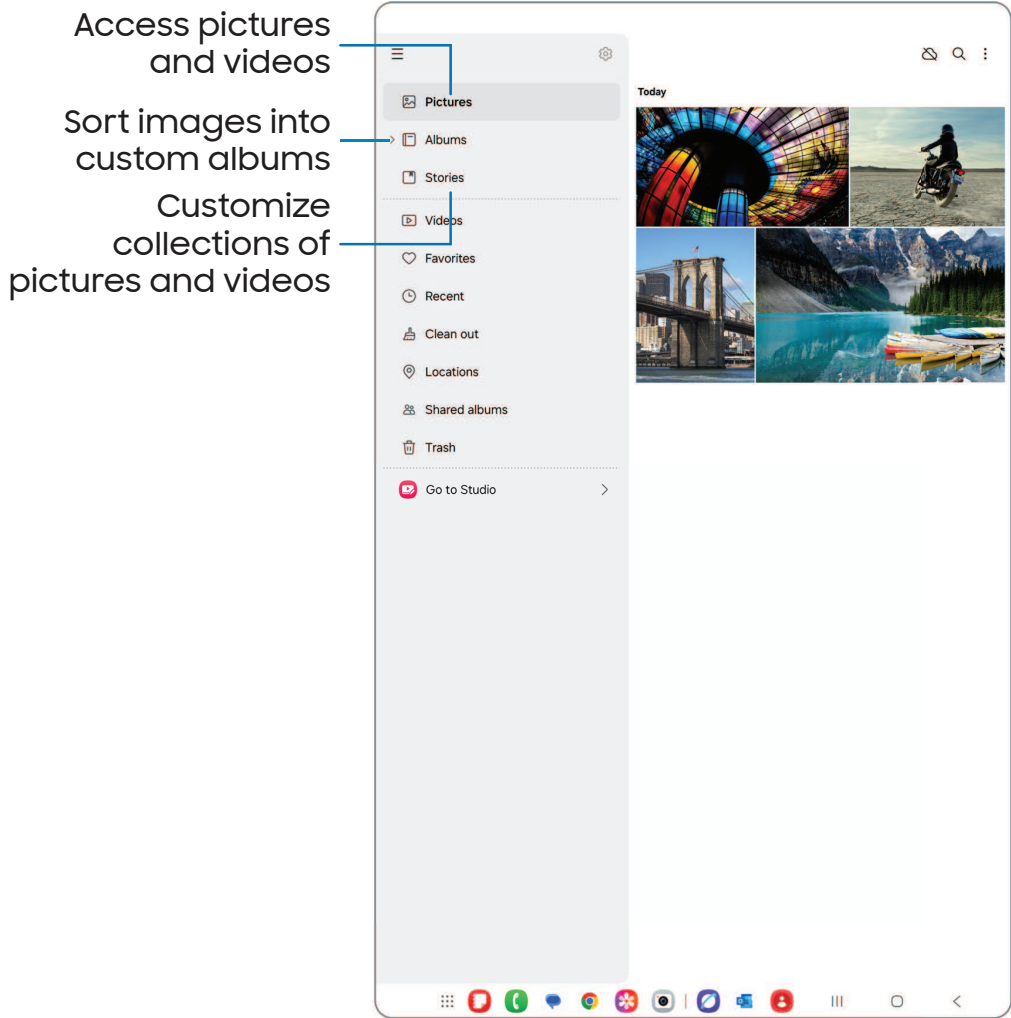 Access pictures
and videos
Sort images into
custom albums
Customize
collections of
pictures and videos
Pictures
Albums
Stories
Videos
Favorites
Recent
Clean out
Locations
Shared albums
Trash
Go to Studio
Today